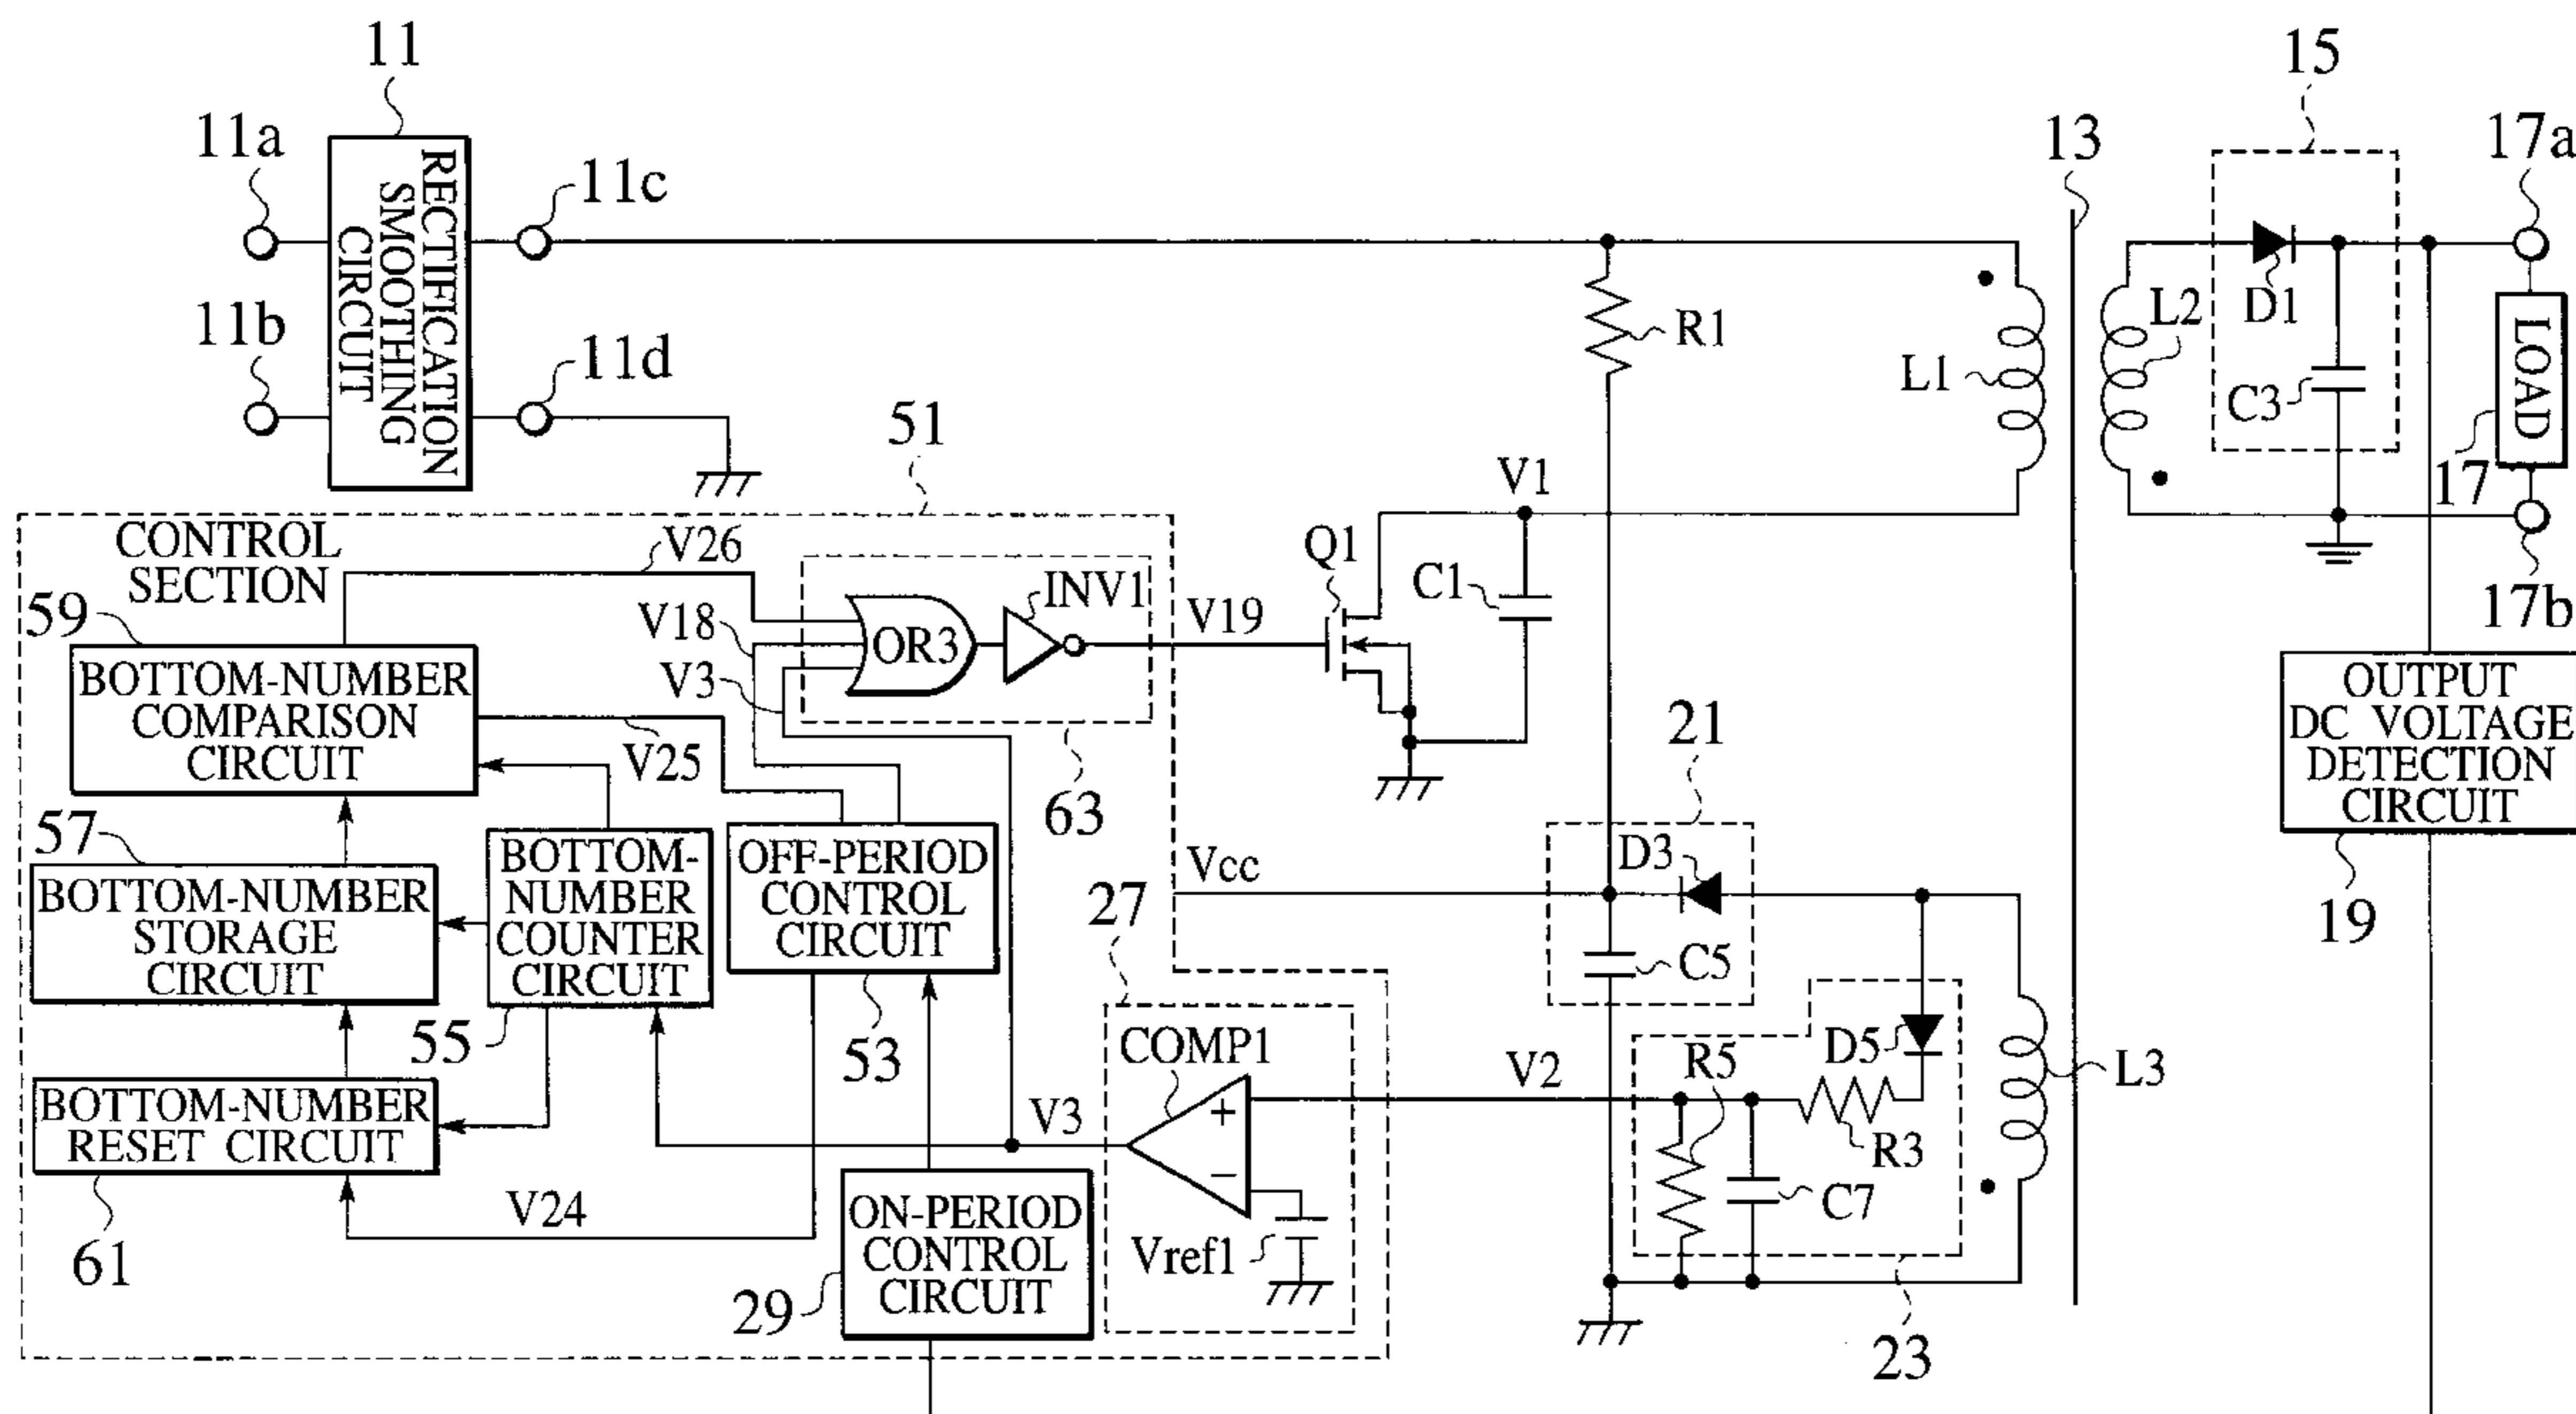 11
11a
11b
RECTIFICATION
SMOOTHING
CIRCUIT
11c
11d
51
CONTROL
SECTION
V26
V18
V3
OR3
INV1
V19
63
59
BOTTOM-NUMBER
COMPARISON
CIRCUIT
V25
57
BOTTOM-NUMBER
STORAGE
CIRCUIT
BOTTOM-
NUMBER
COUNTER
CIRCUIT
55
OFF-PERIOD
CONTROL
CIRCUIT
53
BOTTOM-NUMBER
RESET CIRCUIT
61
V24
29
ON-PERIOD
CONTROL
CIRCUIT
V3
27
COMP1
+
−
Vref1
Vcc
V2
Q1
C1
V1
R1
L1
13
L2
15
D1
C3
17a
LOAD
17
17b
OUTPUT
DC VOLTAGE
DETECTION
CIRCUIT
19
21
D3
C5
R5
D5
R3
C7
L3
23